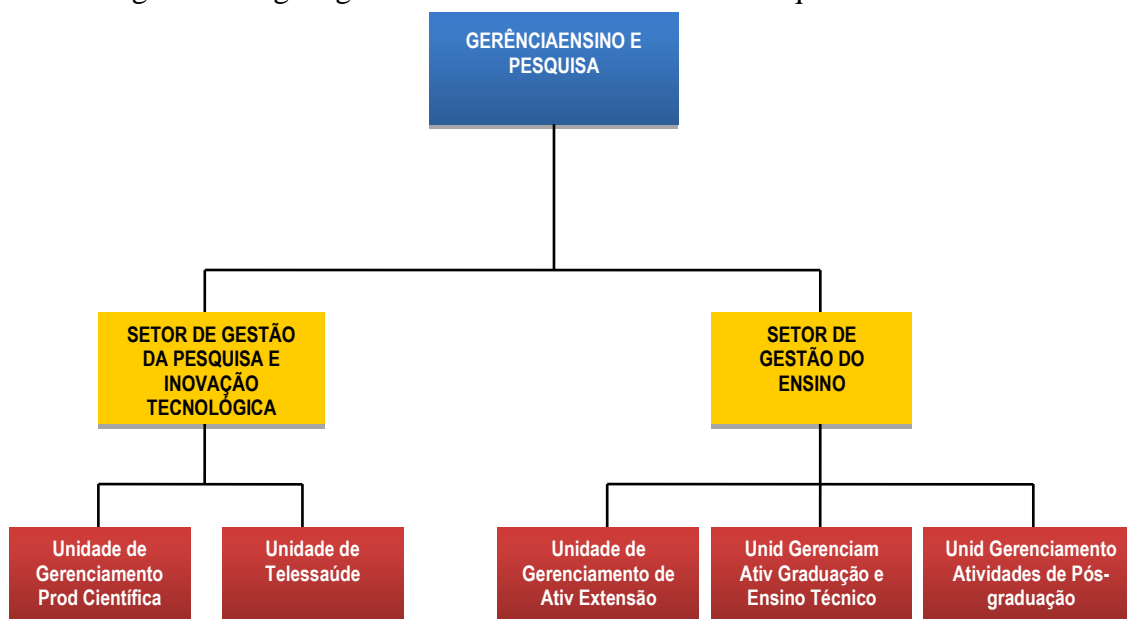 GERÊNCIAENSINO E
PESQUISA
SETOR DE GESTÃO
DA PESQUISA E
INOVAÇÃO
TECNOLÓGICA
SETOR DE
GESTÃO DO
ENSINO
Unidade de
Gerenciamento
Prod Científica
Unidade de
Telessaúde
Unidade de
Gerenciamento de
Ativ Extensão
Unid Gerenciam
Ativ Graduação e
Ensino Técnico
Unid Gerenciamento
Atividades de Pós-
graduação